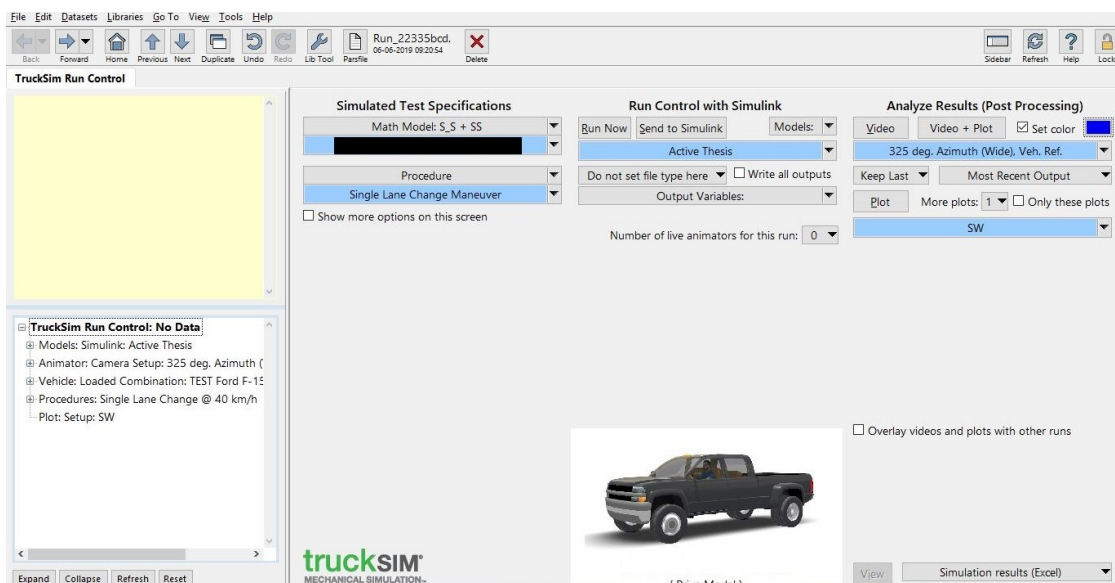 File Edit Datasets Libraries Go To View Tools Help
Run_22335bcd.
06-06-2019 09:20:54
Back Forward Home Previous Next Duplicate Undo Redo Lib Tool Parsfile Delete Sidebar Refresh Help Lock
TruckSim Run Control
Simulated Test Specifications
Math Model: S_S + SS
Procedure
Single Lane Change Maneuver
Show more options on this screen
Run Control with Simulink
Run Now Send to Simulink Models:
Active Thesis
Do not set file type here Write all outputs
Output Variables:
Number of live animators for this run: 0
Analyze Results (Post Processing)
Video Video + Plot Set color
325 deg. Azimuth (Wide), Veh. Ref.
Keep Last Most Recent Output
Plot More plots: 1 Only these plots
SW
Overlay videos and plots with other runs
TruckSim Run Control: No Data
Models: Simulink: Active Thesis
Animator: Camera Setup: 325 deg. Azimuth (
Vehicle: Loaded Combination: TEST Ford F-15
Procedures: Single Lane Change @ 40 km/h
Plot: Setup: SW
Expand Collapse Refresh Reset
truckSIM
MECHANICAL SIMULATION
View Simulation results (Excel)